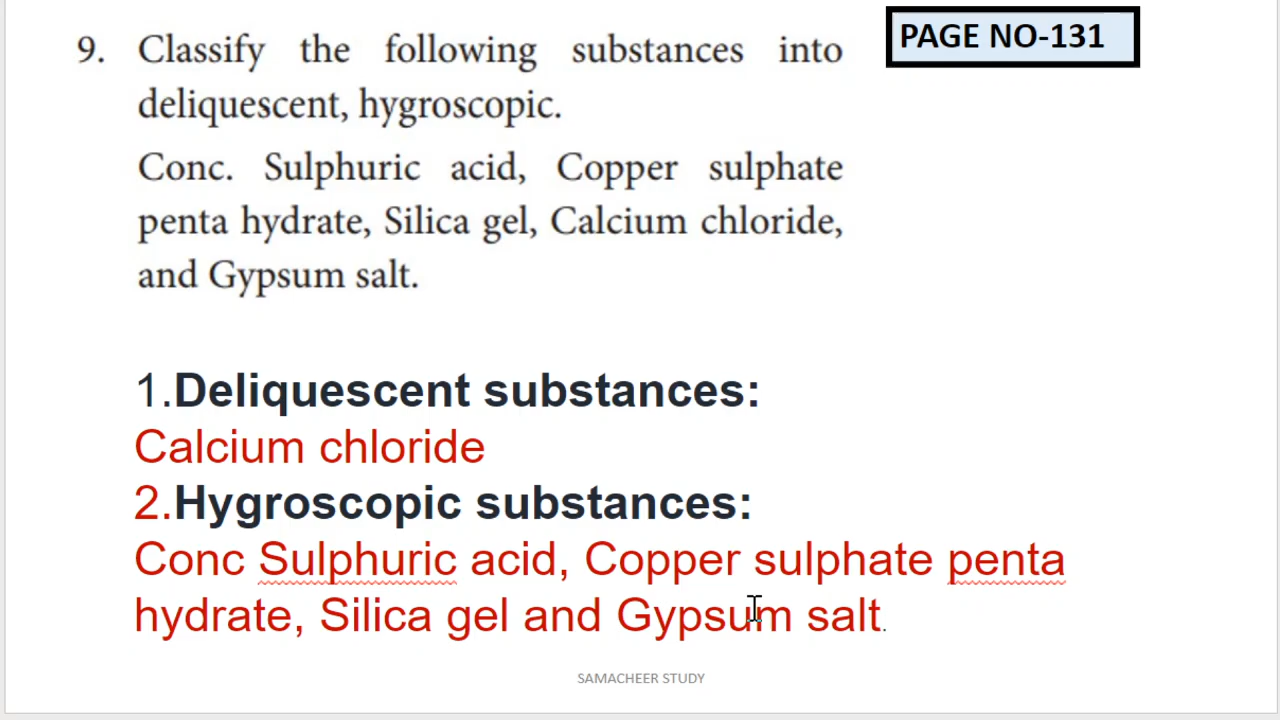 PAGE NO-131
9. Classify the following substances into
deliquescent, hygroscopic.
Conc. Sulphuric acid, Copper sulphate
penta hydrate, Silica gel, Calcium chloride,
and Gypsum salt.
1.Deliquescent substances:
Calcium chloride
2.Hygroscopic substances:
Conc Sulphuric acid, Copper sulphate penta
hydrate, Silica gel and Gypsum salt.
SAMACHEER STUDY